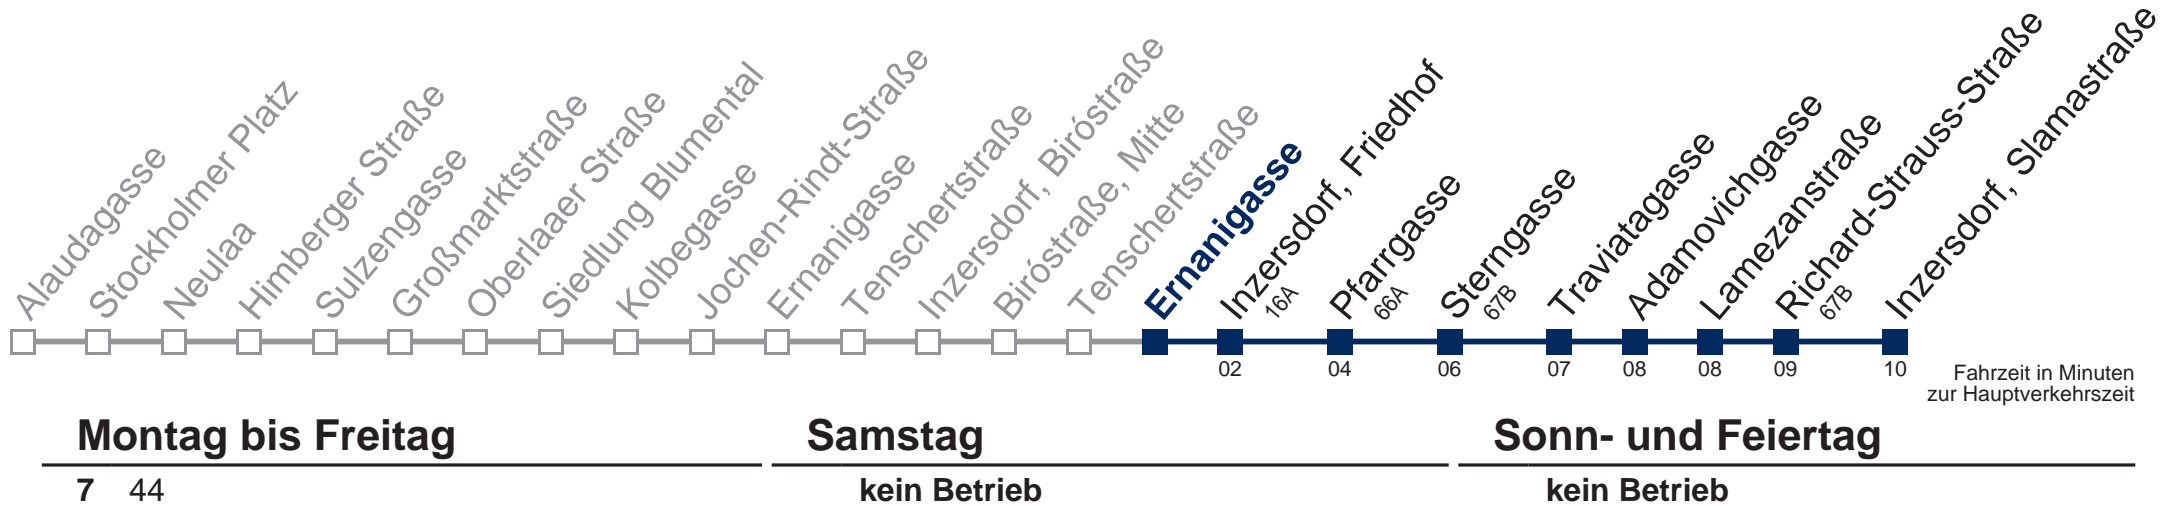 Alaudagasse
Stockholmer Platz
Neulaa
Himberger Straße
Sulzengasse
Großmarktstraße
Oberlaaer Straße
Siedlung Blumental
Kolbegasse
Jochen-Rindt-Straße
Ernanigasse
Tenschertstraße
Inzersdorf, Biróstraße
Biróstraße, Mitte
Tenschertstraße
Ernanigasse
Inzersdorf, Friedhof
16A
Pfarrgasse
66A
Sterngasse
67B
Traviatagasse
Adamovichgasse
Lamezanstraße
Richard-Strauss-Straße
67B
Inzersdorf, Slamastraße
02 04 06 07 08 08 09 10
Fahrzeit in Minuten
zur Hauptverkehrszeit
Montag bis Freitag Samstag Sonn- und Feiertag
7 44 kein Betrieb kein Betrieb